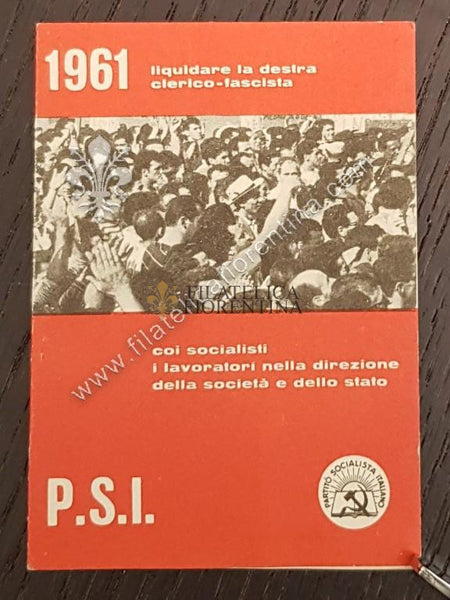 1961
liquidare la destra
clerico-fascista
www.filatelicafiorentina.com
FILATELICA
FIORENTINA
coi socialisti
i lavoratori nella direzione
della società e dello stato
P.S.I.
PARTITO SOCIALISTA ITALIANO